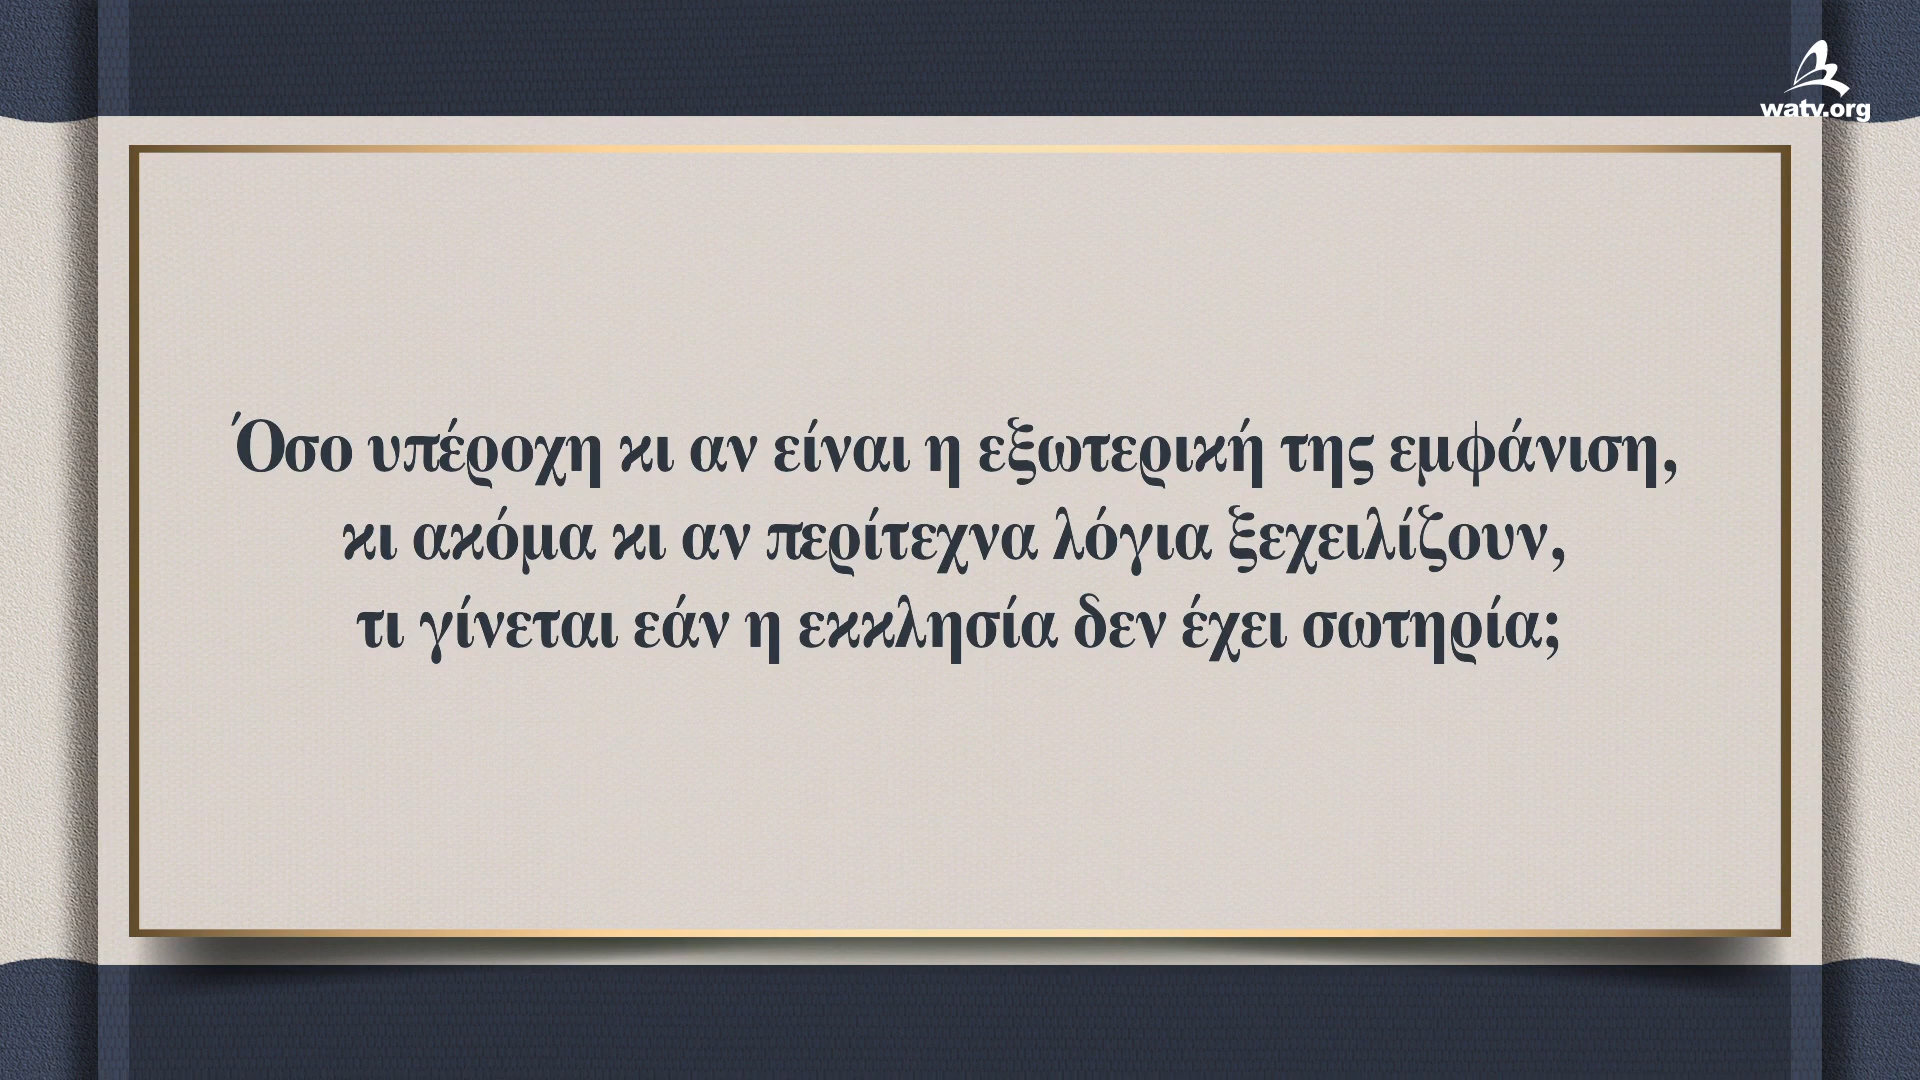 watv.org
Όσο υπέροχη κι αν είναι η εξωτερική της εμφάνιση,
κι ακόμα κι αν περίτεχνα λόγια ξεχειλίζουν,
τι γίνεται εάν η εκκλησία δεν έχει σωτηρία;